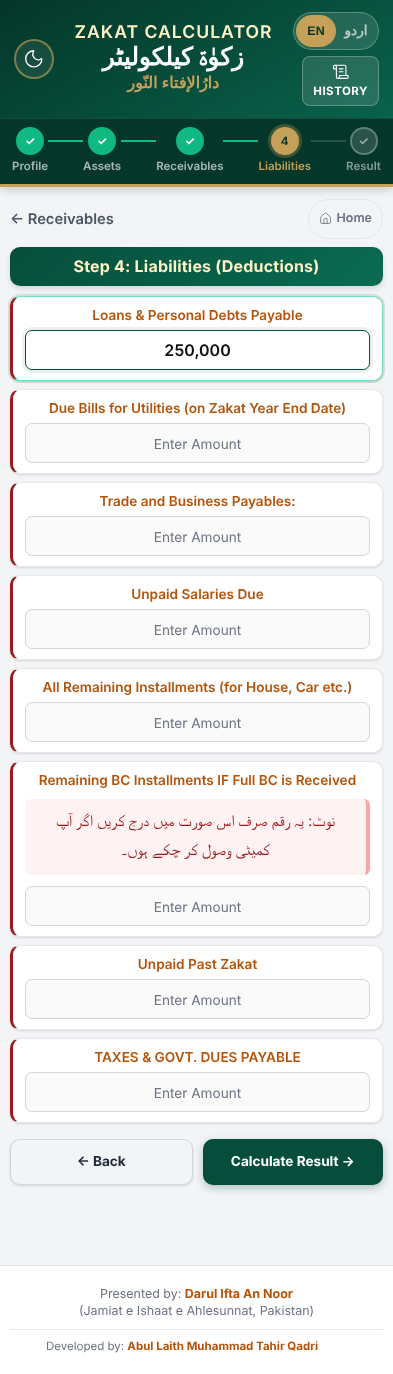 ZAKAT CALCULATOR
زکوٰۃ کیلکولیٹر
دارُالإفتاء النّور
EN
اردو
HISTORY
4
Profile
Assets
Receivables
Liabilities
Result
← Receivables
Home
Step 4: Liabilities (Deductions)
Loans & Personal Debts Payable
250,000
Due Bills for Utilities (on Zakat Year End Date)
Enter Amount
Trade and Business Payables:
Enter Amount
Unpaid Salaries Due
Enter Amount
All Remaining Installments (for House, Car etc.)
Enter Amount
Remaining BC Installments IF Full BC is Received
نوٹ: یہ رقم صرف اس صورت میں درج کریں اگر آپ
کمیٹی وصول کر چکے ہوں۔
Enter Amount
Unpaid Past Zakat
Enter Amount
TAXES & GOVT. DUES PAYABLE
Enter Amount
← Back
Calculate Result →
Presented by: Darul Ifta An Noor
(Jamiat e Ishaat e Ahlesunnat, Pakistan)
Developed by: Abul Laith Muhammad Tahir Qadri